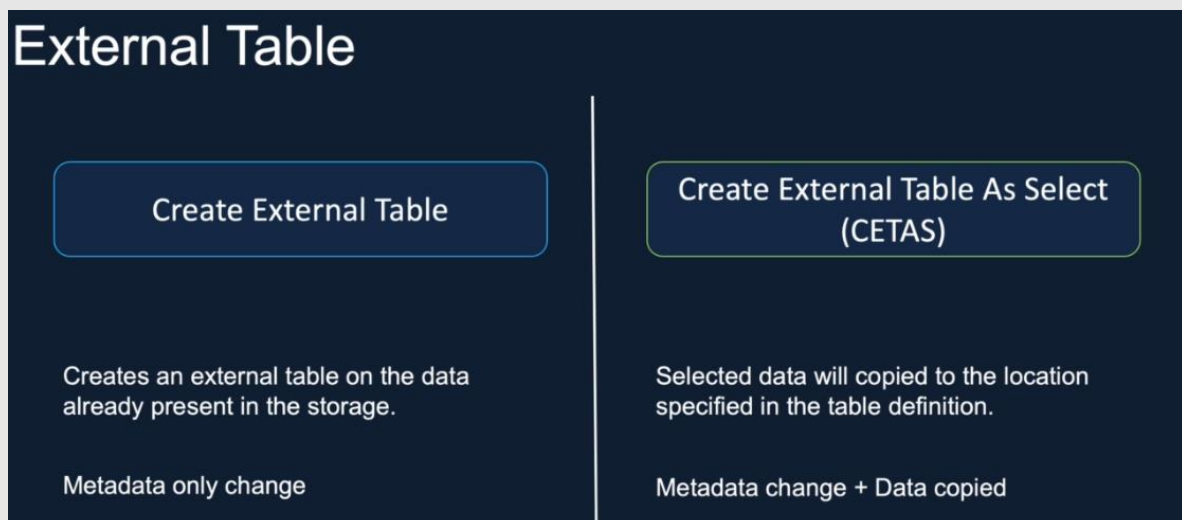 External Table
Create External Table
Creates an external table on the data
already present in the storage.
Metadata only change
Create External Table As Select
(CETAS)
Selected data will copied to the location
specified in the table definition.
Metadata change + Data copied